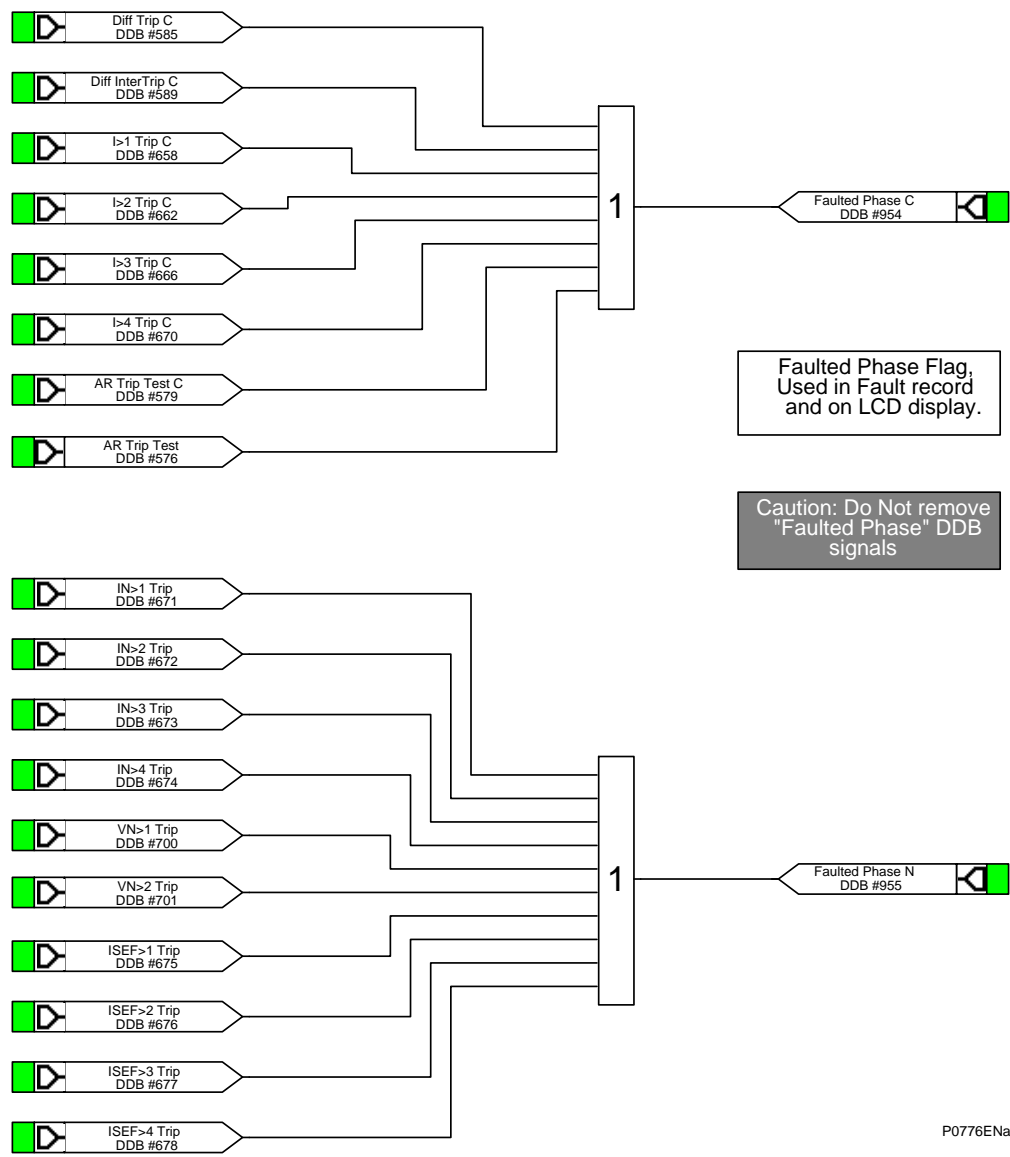 Diff Trip C
DDB #585
Diff InterTrip C
DDB #589
I>1 Trip C
DDB #658
I>2 Trip C
DDB #662
I>3 Trip C
DDB #666
I>4 Trip C
DDB #670
AR Trip Test C
DDB #579
AR Trip Test
DDB #576
1
Faulted Phase C
DDB #954
Faulted Phase Flag,
Used in Fault record
and on LCD display.
Caution: Do Not remove
"Faulted Phase" DDB
signals
IN>1 Trip
DDB #671
IN>2 Trip
DDB #672
IN>3 Trip
DDB #673
IN>4 Trip
DDB #674
VN>1 Trip
DDB #700
VN>2 Trip
DDB #701
ISEF>1 Trip
DDB #675
ISEF>2 Trip
DDB #676
ISEF>3 Trip
DDB #677
ISEF>4 Trip
DDB #678
1
Faulted Phase N
DDB #955
P0776ENa